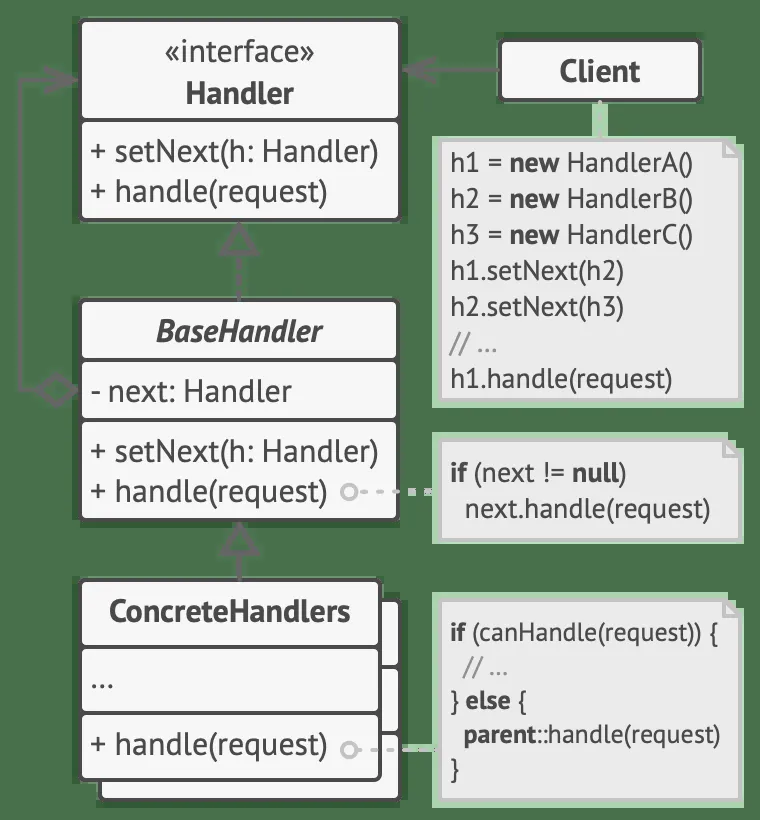 «interface»
Handler
+ setNext(h: Handler)
+ handle(request)
Client
h1 = new HandlerA()
h2 = new HandlerB()
h3 = new HandlerC()
h1.setNext(h2)
h2.setNext(h3)
// ...
h1.handle(request)
BaseHandler
- next: Handler
+ setNext(h: Handler)
+ handle(request)
if (next != null)
next.handle(request)
ConcreteHandlers
...
+ handle(request)
if (canHandle(request)) {
// ...
} else {
parent::handle(request)
}